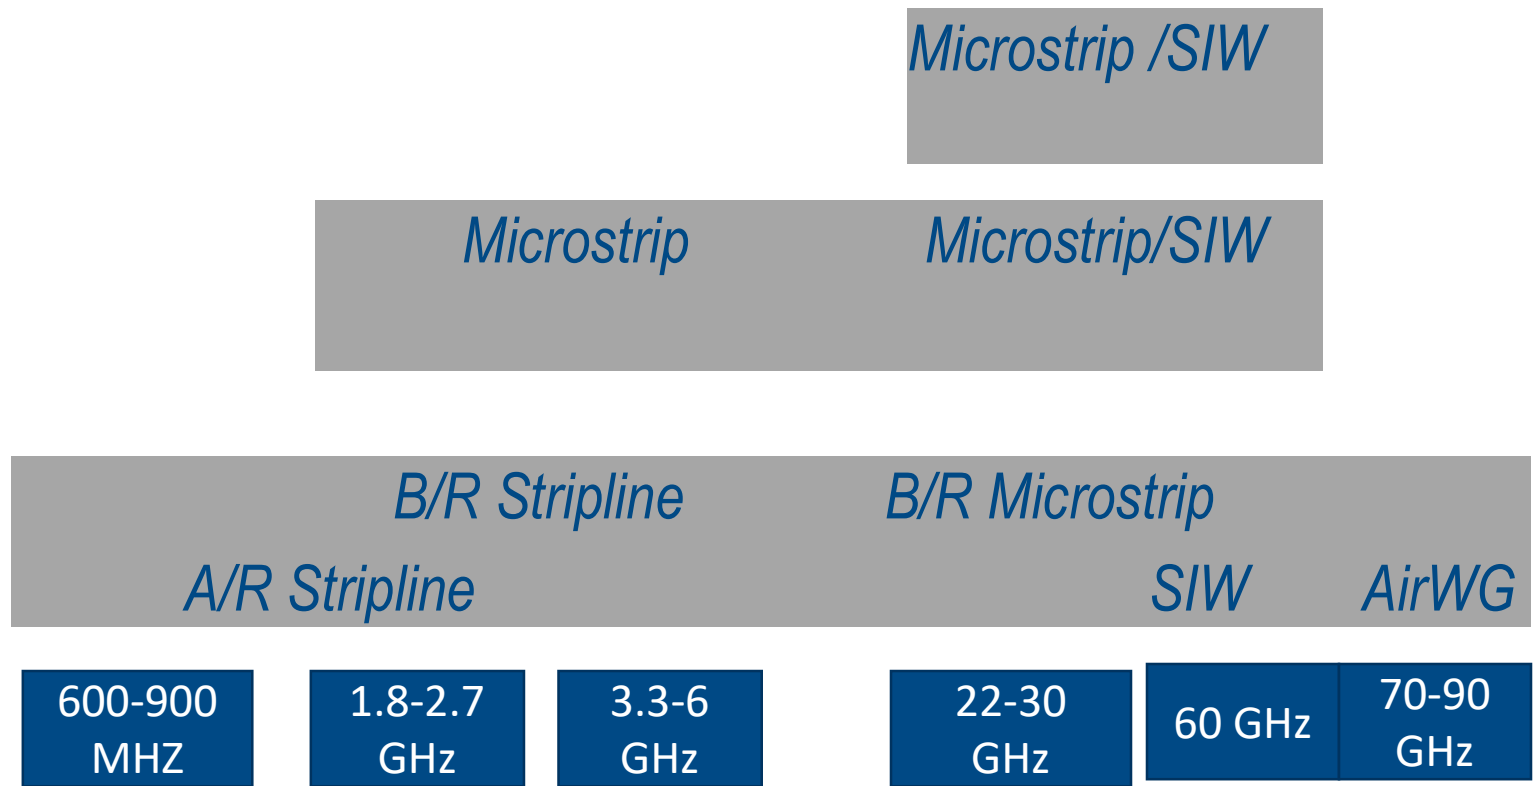 Microstrip /SIW
Microstrip Microstrip/SIW
B/R Stripline B/R Microstrip
A/R Stripline SIW AirWG
600-900 MHZ
1.8-2.7 GHz
3.3-6 GHz
22-30 GHz
60 GHz
70-90 GHz